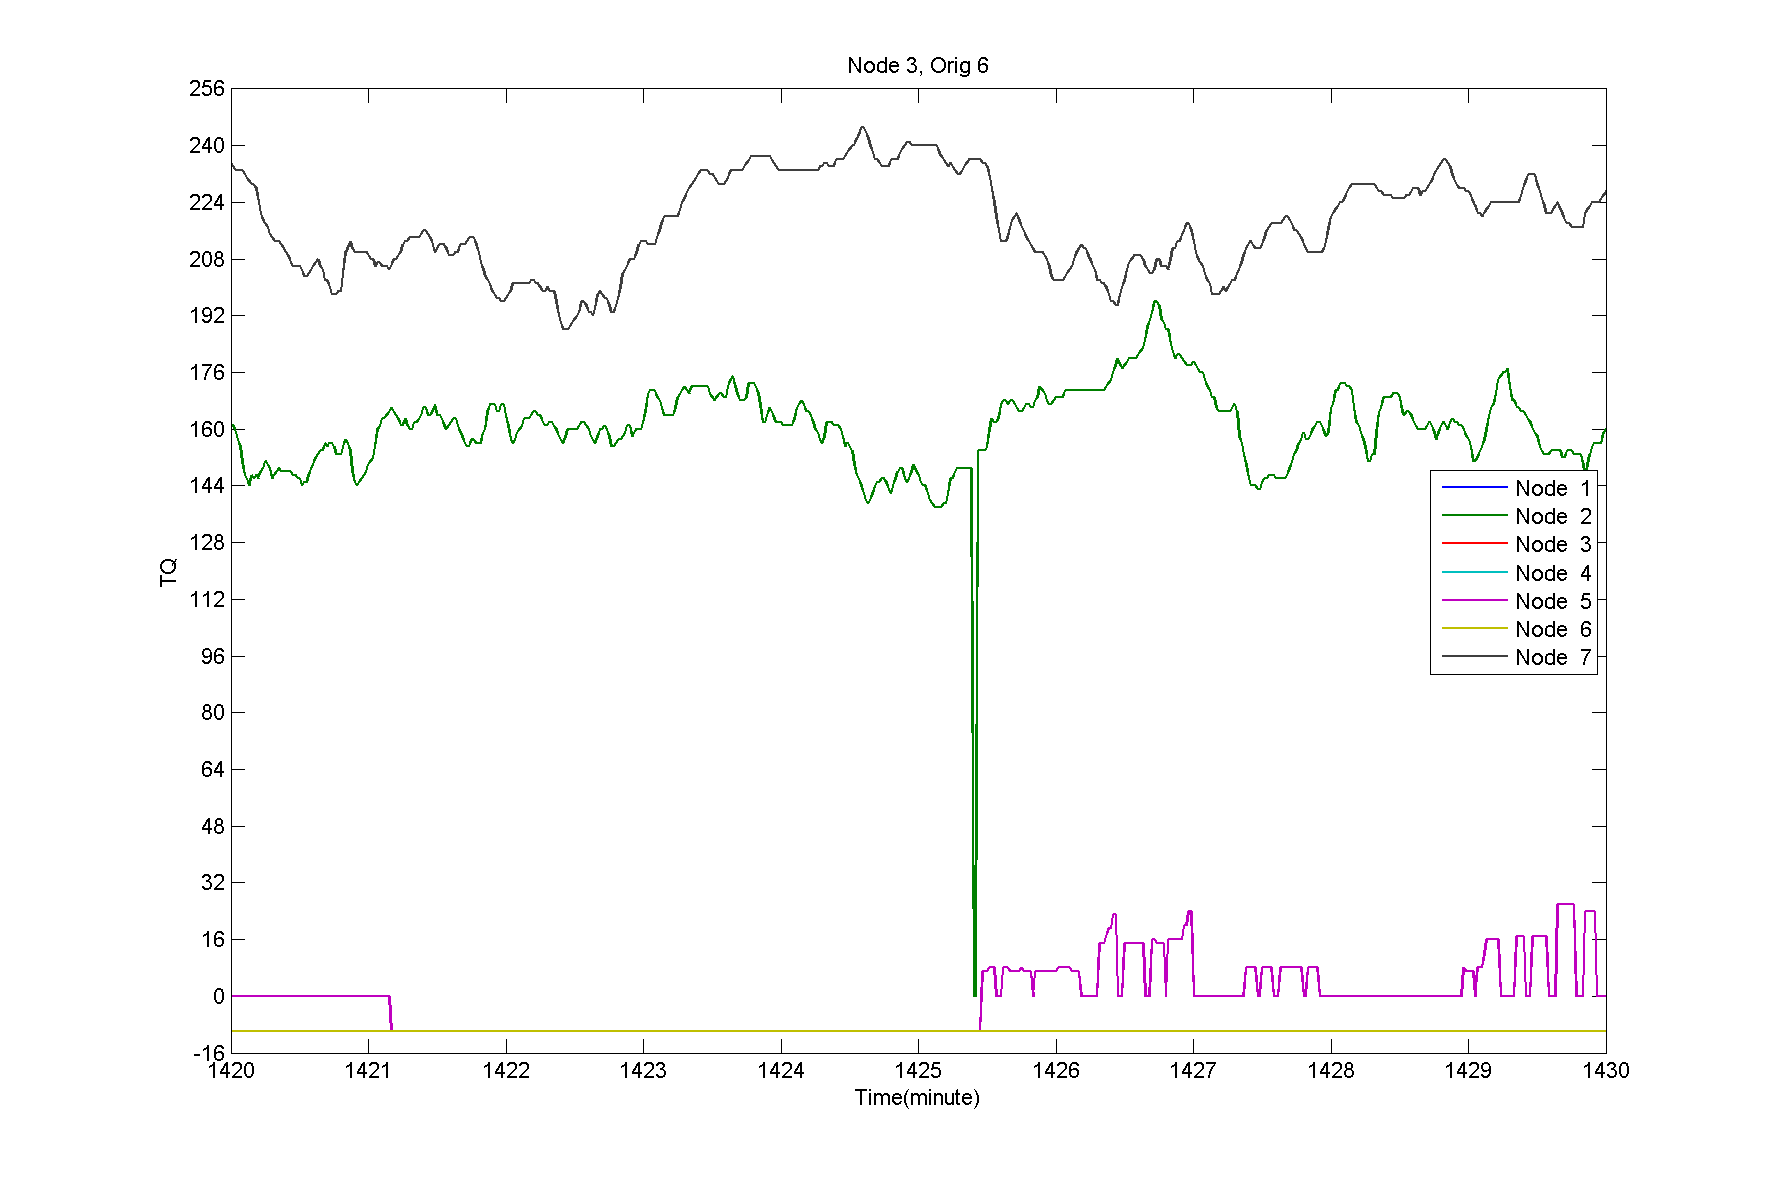 Node 3, Orig 6
256
240
224
208
192
176
160
144
128
112
96
80
64
48
32
16
0
-16
TQ
Node 1
Node 2
Node 3
Node 4
Node 5
Node 6
Node 7
1420 1421 1422 1423 1424 1425 1426 1427 1428 1429 1430
Time(minute)